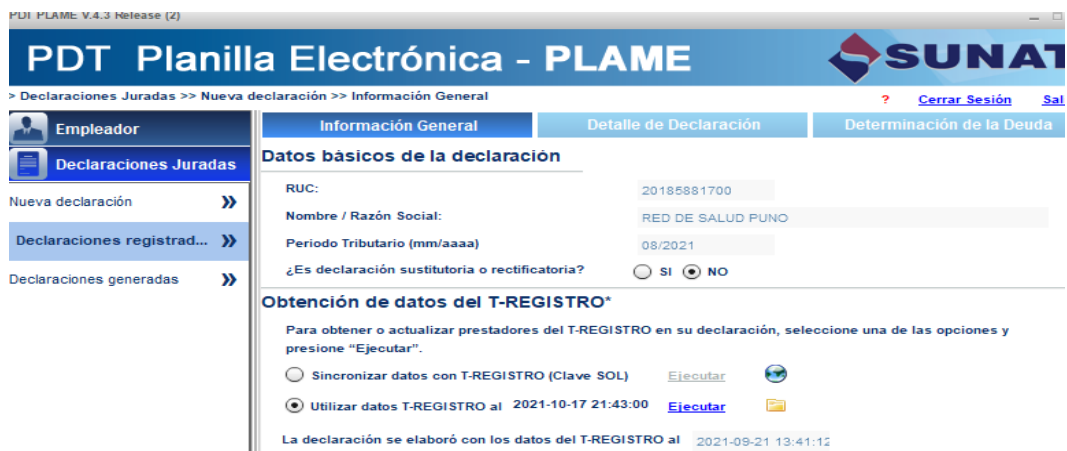 PDT PLAME V.4.3 Release (2)
PDT Planilla Electrónica - PLAME
SUNAT
> Declaraciones Juradas >> Nueva declaración >> Información General
? Cerrar Sesión Sal
Empleador
Información General Detalle de Declaración Determinación de la Deuda
Declaraciones Juradas
Datos básicos de la declaración
Nueva declaración »
RUC: 20185881700
Nombre / Razón Social: RED DE SALUD PUNO
Declaraciones registrad... »
Periodo Tributario (mm/aaaa) 08/2021
¿Es declaración sustitutoria o rectificatoria? SI NO
Declaraciones generadas »
Obtención de datos del T-REGISTRO*
Para obtener o actualizar prestadores del T-REGISTRO en su declaración, seleccione una de las opciones y
presione “Ejecutar”.
Sincronizar datos con T-REGISTRO (Clave SOL) Ejecutar
Utilizar datos T-REGISTRO al 2021-10-17 21:43:00 Ejecutar
La declaración se elaboró con los datos del T-REGISTRO al 2021-09-21 13:41:12